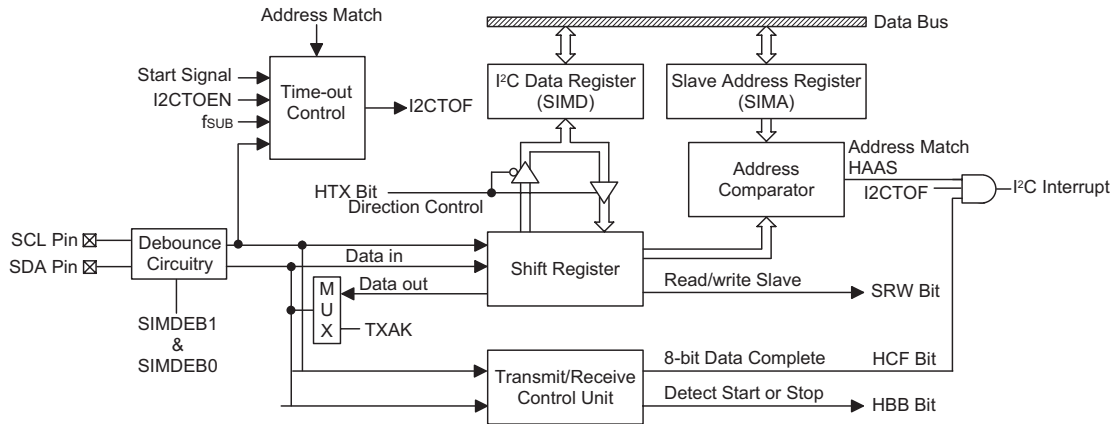 Address Match
Data Bus
Start Signal
I2CTOEN
fSUB
Time-out
Control
I2CTOF
I²C Data Register
(SIMD)
Slave Address Register
(SIMA)
HTX Bit
Direction Control
Address
Comparator
Address Match
HAAS
I2CTOF
I²C Interrupt
SCL Pin
SDA Pin
Debounce
Circuitry
Data in
Shift Register
Data out
M
U
X
TXAK
Read/write Slave
SRW Bit
SIMDEB1
&
SIMDEB0
Transmit/Receive
Control Unit
8-bit Data Complete
HCF Bit
Detect Start or Stop
HBB Bit